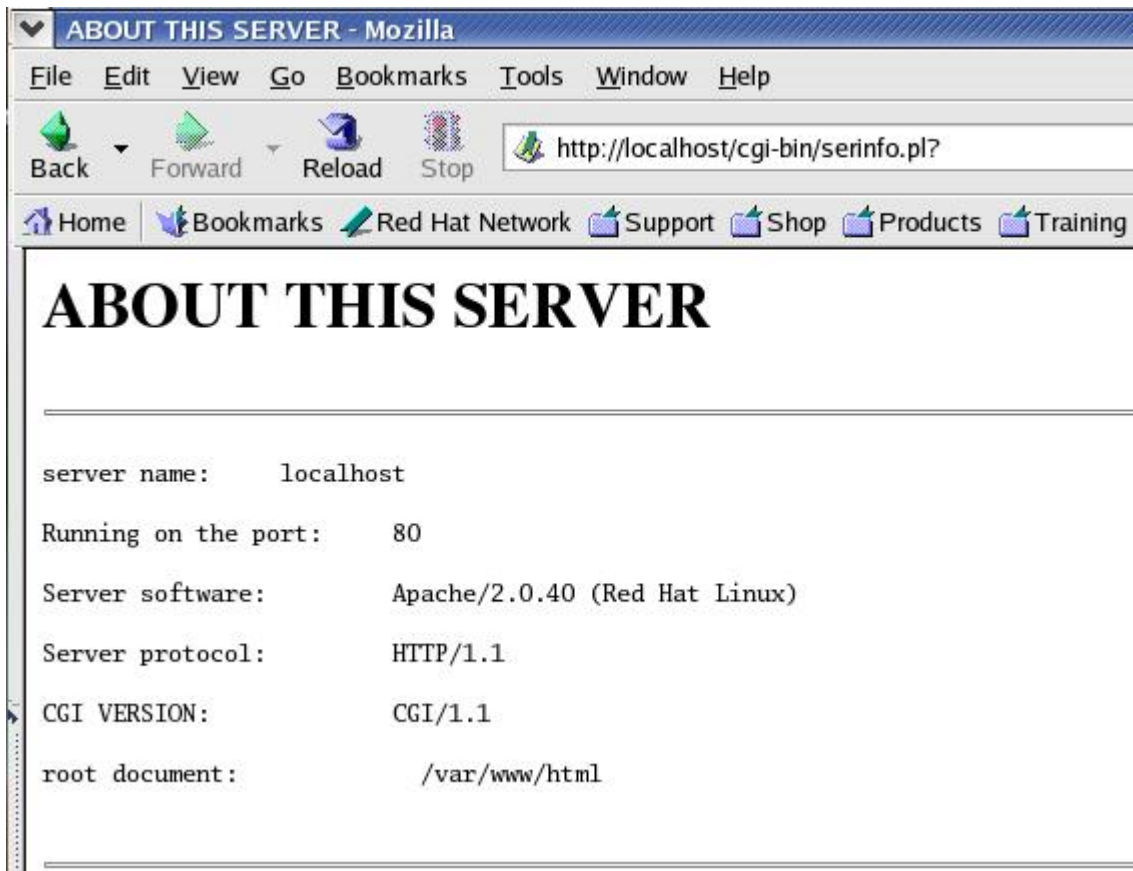 ABOUT THIS SERVER - Mozilla
File Edit View Go Bookmarks Tools Window Help
Back Forward Reload Stop http://localhost/cgi-bin/serinfo.pl?
Home Bookmarks Red Hat Network Support Shop Products Training
ABOUT THIS SERVER
server name: localhost
Running on the port: 80
Server software: Apache/2.0.40 (Red Hat Linux)
Server protocol: HTTP/1.1
CGI VERSION: CGI/1.1
root document: /var/www/html